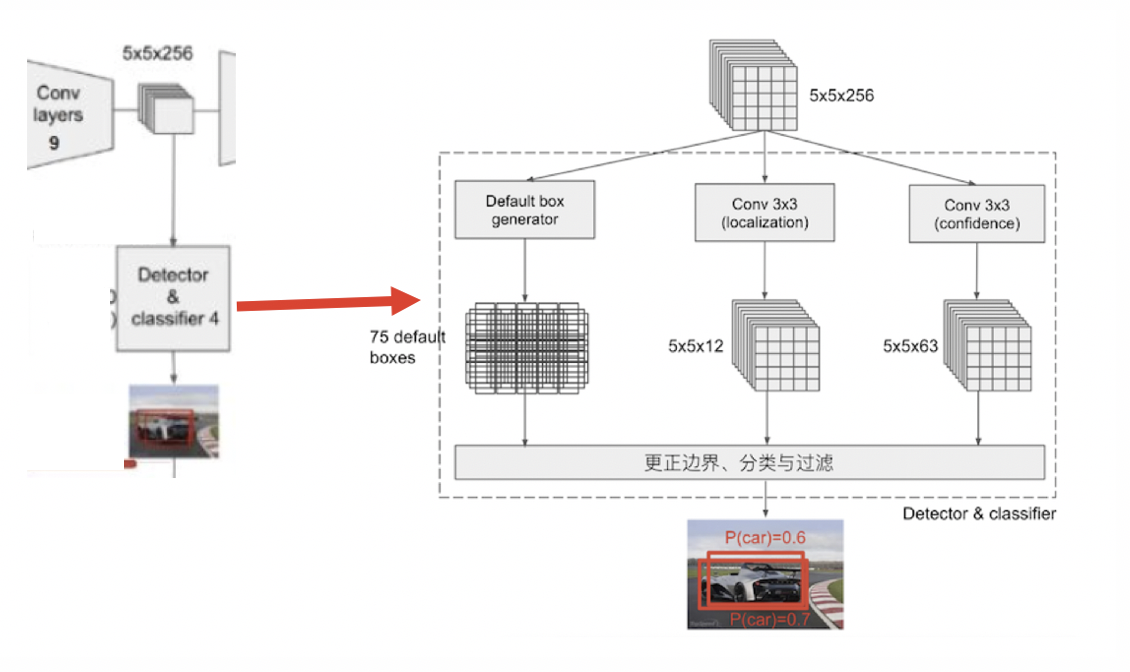 5x5x256
Conv
layers
9
Detector
&
classifier 4
5x5x256
Default box
generator
Conv 3x3
(localization)
Conv 3x3
(confidence)
75 default
boxes
5x5x12
5x5x63
更正边界、分类与过滤
Detector & classifier
P(car)=0.6
P(car)=0.7